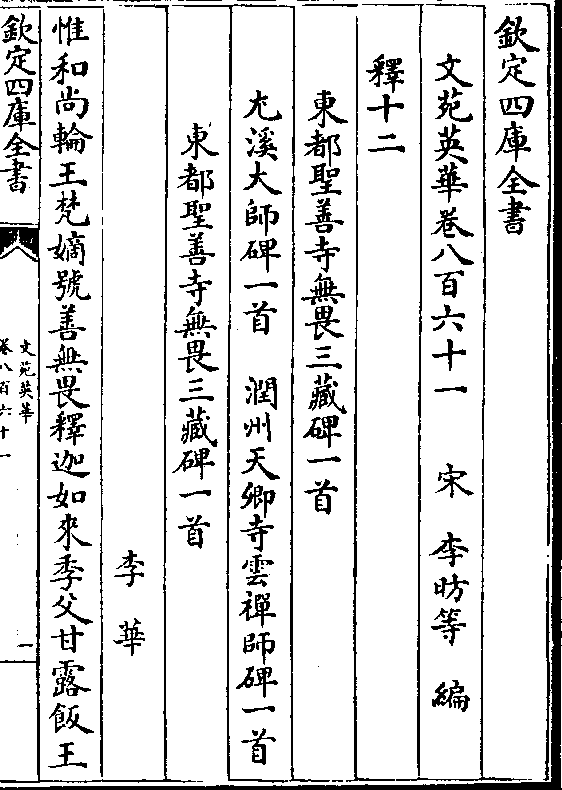 欽定四庫全書
文苑英華卷八百六十一　宋　李昉等　編
釋十二
東都聖善寺無畏三藏碑一首
尢溪大師碑一首　潤州天卿寺雲禪師碑一首
東都聖善寺無畏三藏碑一首
李華
惟和尚輪王梵嫡號善無畏釋迦如來季父甘露飯王
欽定四庫全書
文苑英華
卷八百六十一
一